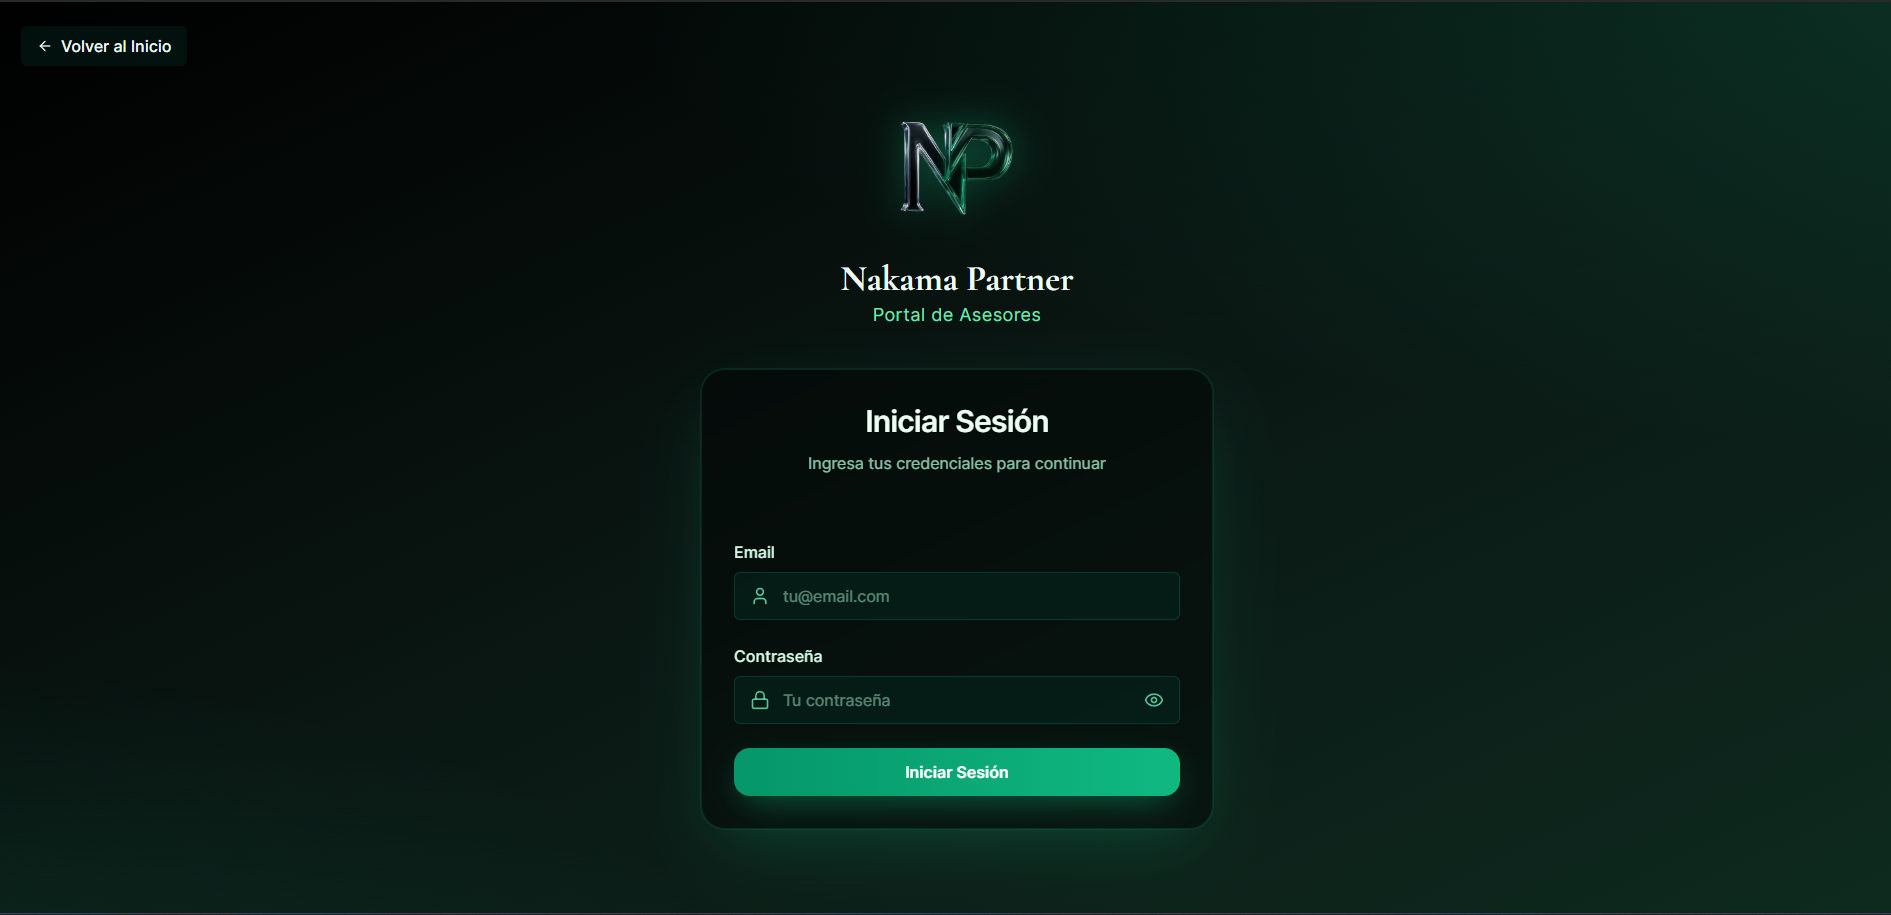 Volver al Inicio
NP
Nakama Partner
Portal de Asesores
Iniciar Sesión
Ingresa tus credenciales para continuar
Email
tu@email.com
Contraseña
Tu contraseña
Iniciar Sesión